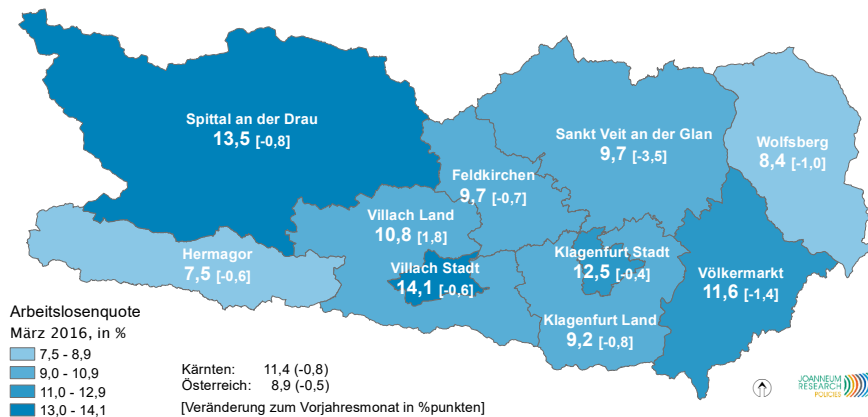 Spittal an der Drau
13,5 [-0,8]
Sankt Veit an der Glan
9,7 [-3,5]
Wolfsberg
8,4 [-1,0]
Feldkirchen
9,7 [-0,7]
Villach Land
10,8 [1,8]
Hermagor
7,5 [-0,6]
Villach Stadt
14,1 [-0,6]
Klagenfurt Stadt
12,5 [-0,4]
Völkermarkt
11,6 [-1,4]
Klagenfurt Land
9,2 [-0,8]
Arbeitslosenquote
März 2016, in %
7,5 - 8,9
9,0 - 10,9
11,0 - 12,9
13,0 - 14,1
Kärnten: 11,4 (-0,8)
Österreich: 8,9 (-0,5)
[Veränderung zum Vorjahresmonat in %punkten]
JOANNEUM
RESEARCH
POLICIES